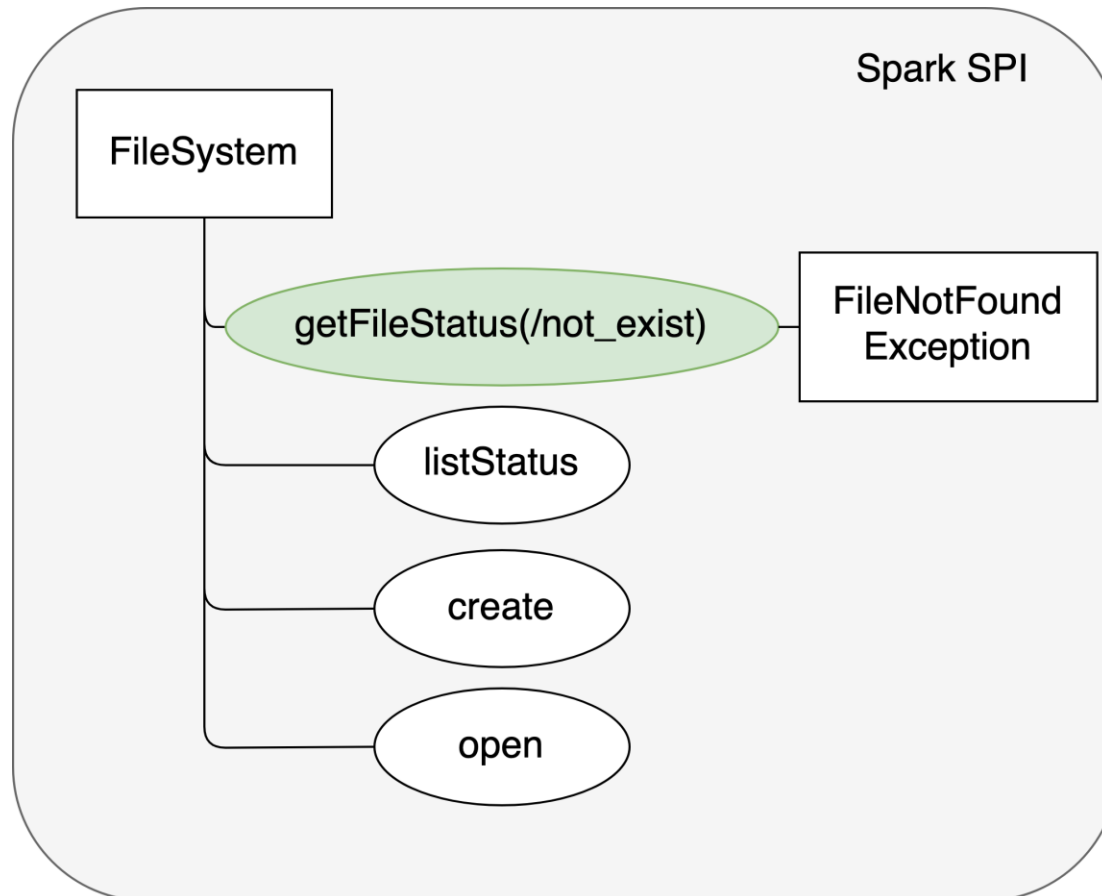 Spark SPI
FileSystem
getFileStatus(/not_exist)
FileNotFound
Exception
listStatus
create
open